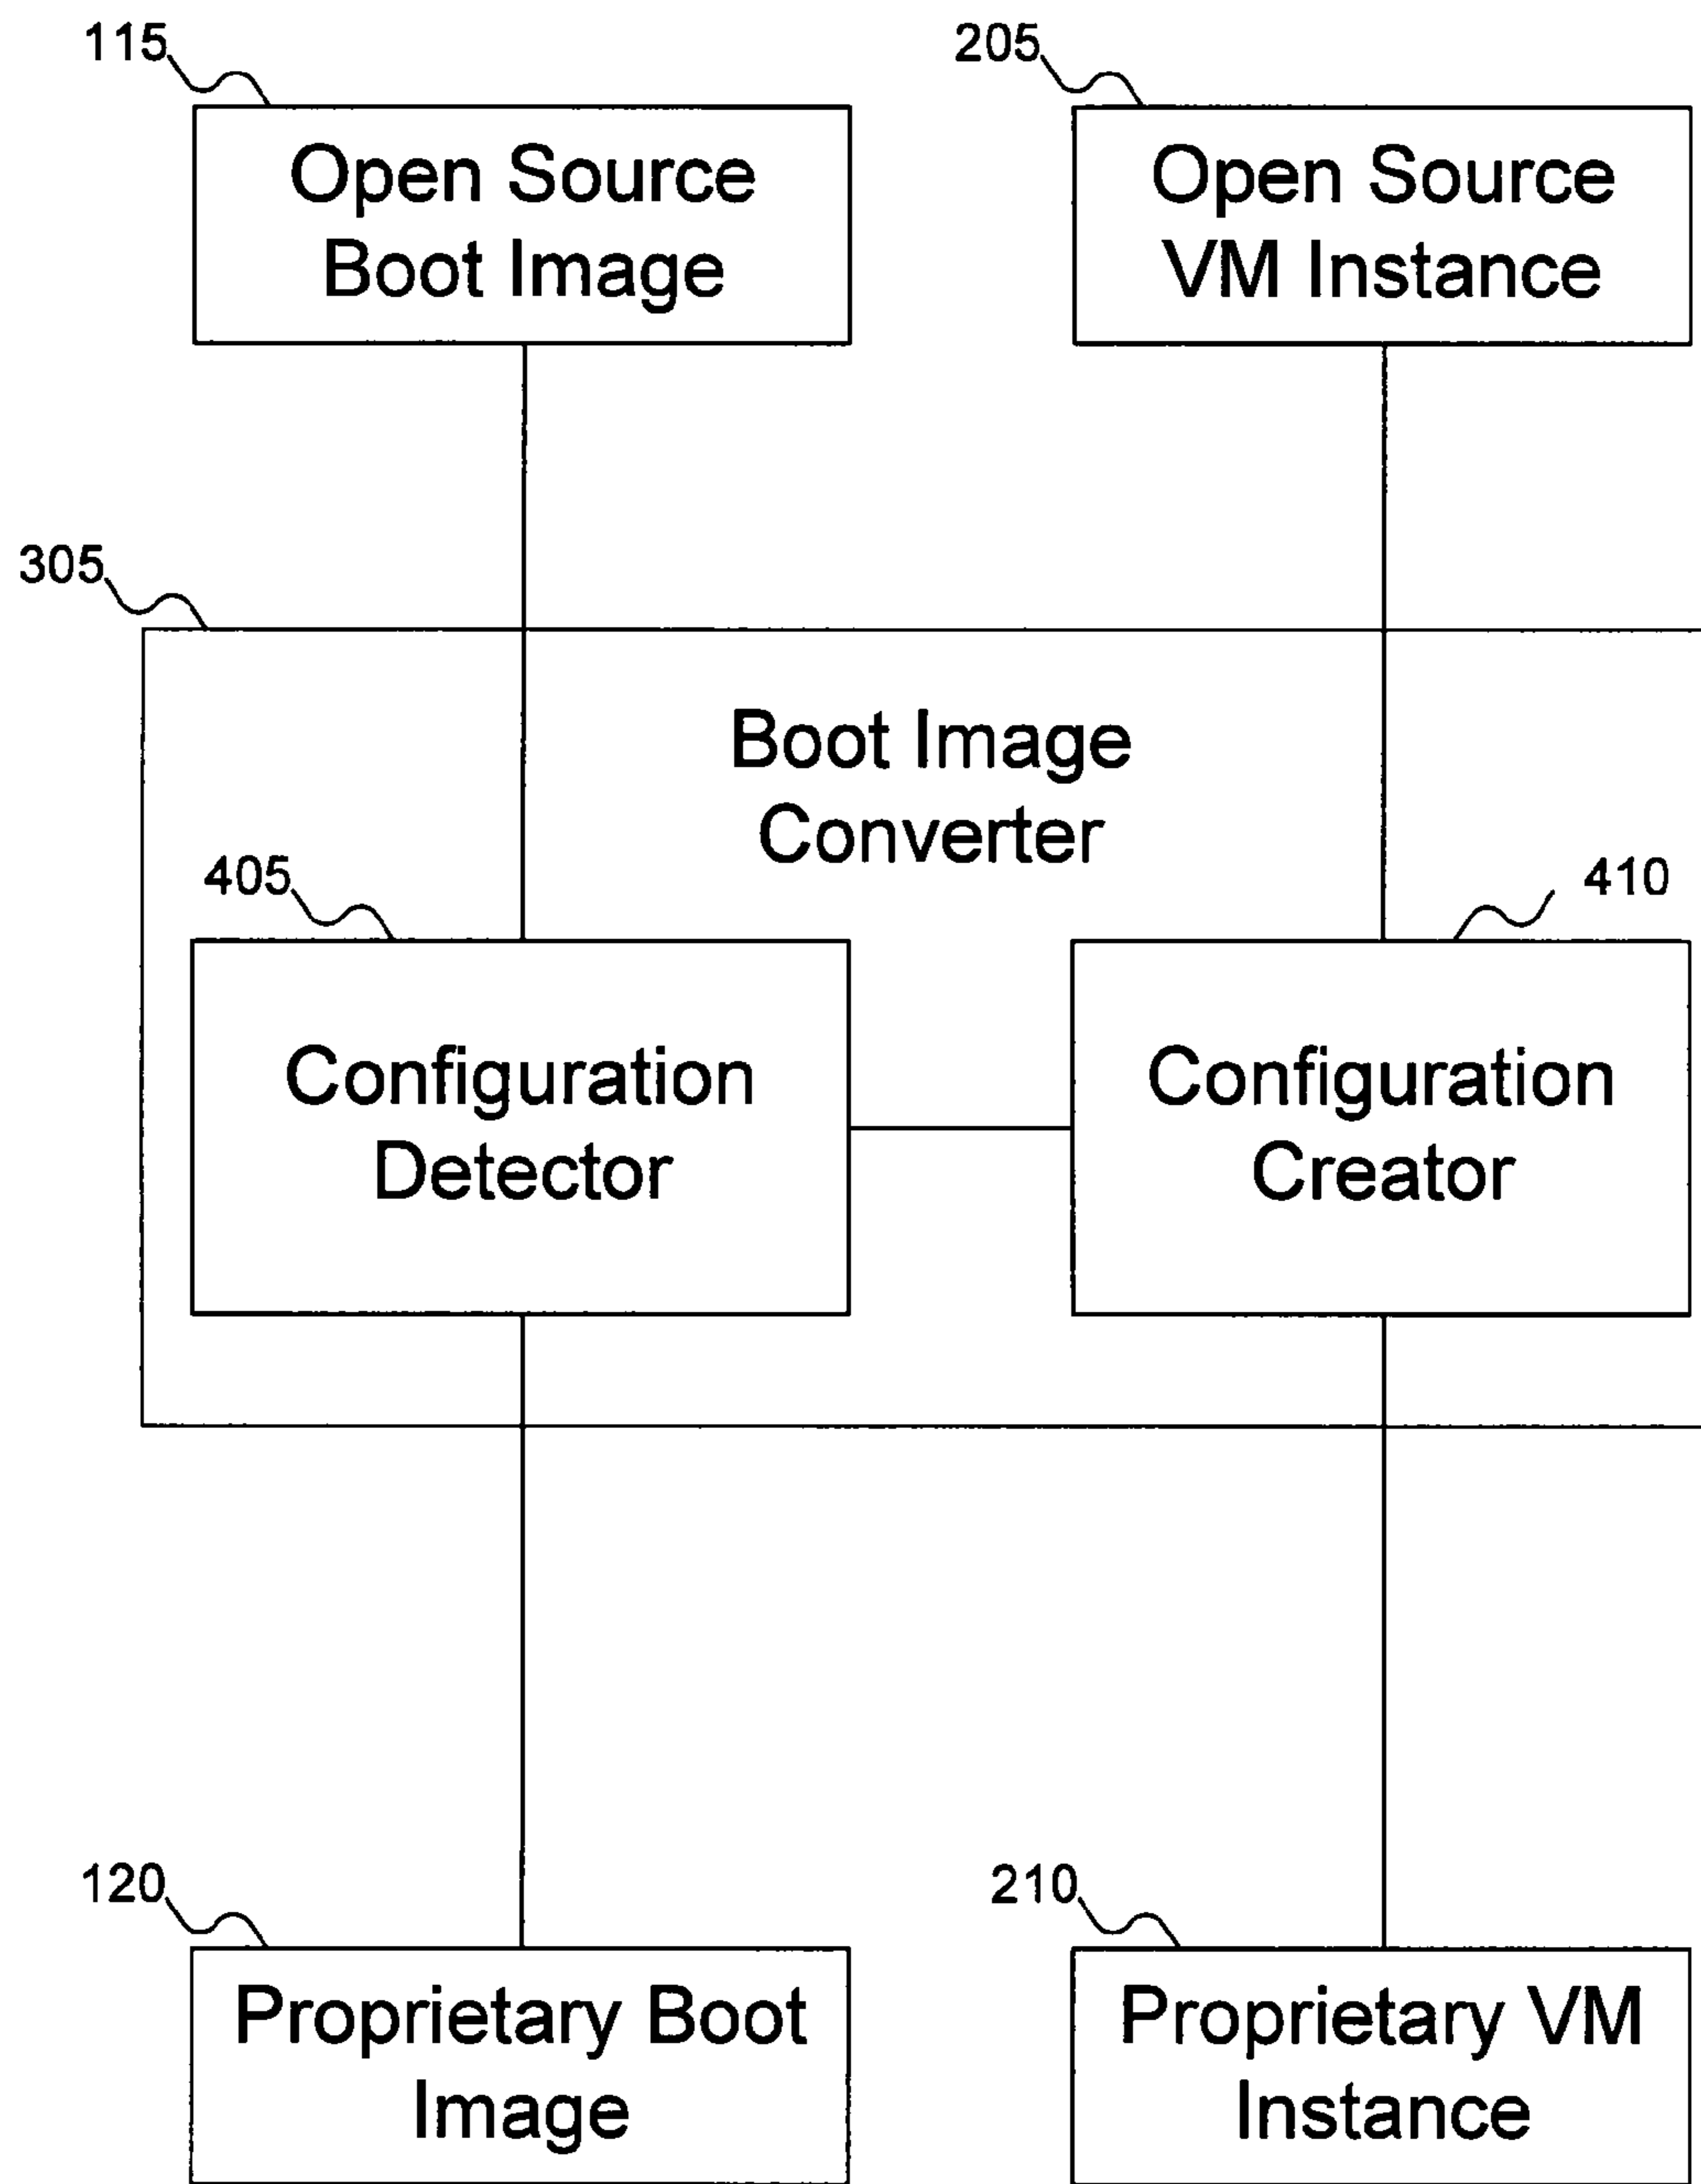 115
205
Open Source
Boot Image
Open Source
VM Instance
305
Boot Image
Converter
405
410
Configuration
Detector
Configuration
Creator
120
210
Proprietary Boot
Image
Proprietary VM
Instance